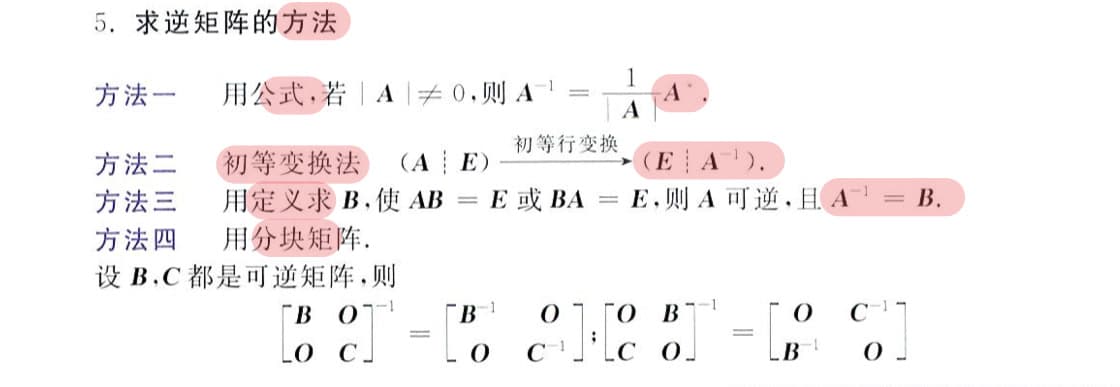 5. 求逆矩阵的方法
方法一 用公式,若 | A | ≠ 0,则 A⁻¹ = 1/|A| A*.
方法二 初等变换法 (A ┊ E) —初等行变换→ (E ┊ A⁻¹).
方法三 用定义求 B,使 AB = E 或 BA = E,则 A 可逆,且 A⁻¹ = B.
方法四 用分块矩阵.
设 B,C 都是可逆矩阵,则
[B O; O C]⁻¹ = [B⁻¹ O; O C⁻¹]; [O B; C O]⁻¹ = [O C⁻¹; B⁻¹ O]